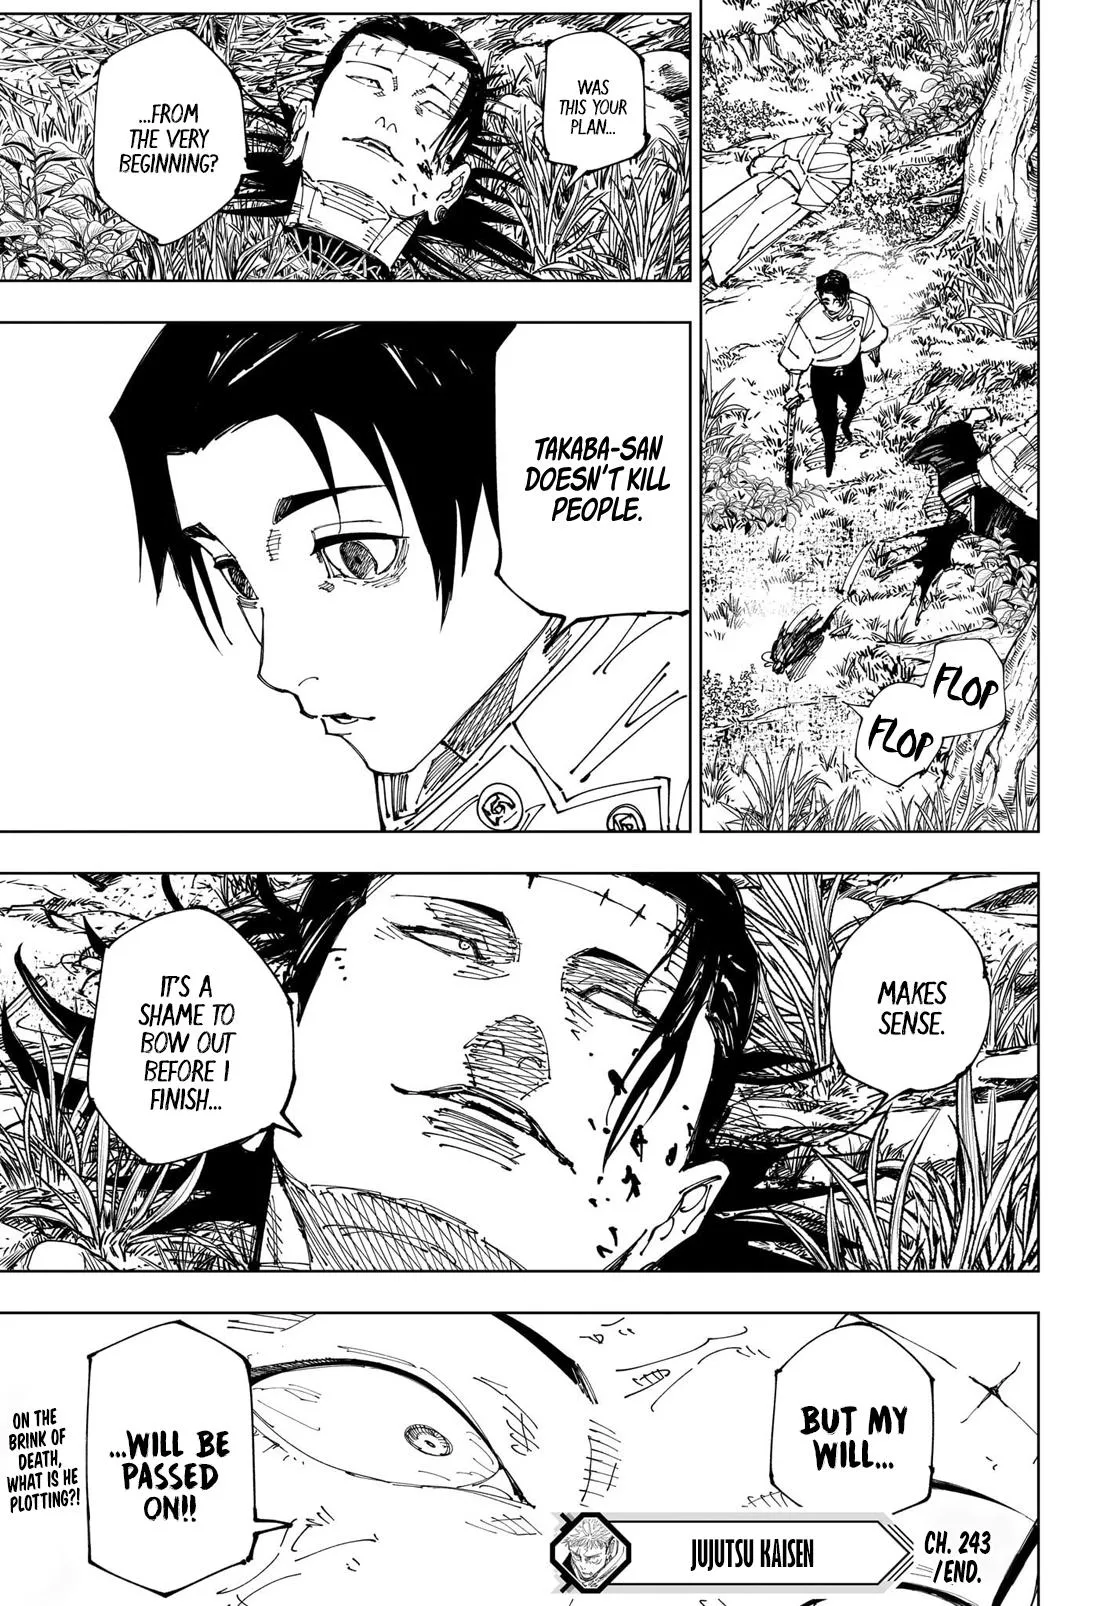 FLOP
FLOP
WAS
THIS YOUR
PLAN...
...FROM
THE VERY
BEGINNING?
TAKABA-SAN
DOESN'T KILL
PEOPLE.
MAKES
SENSE.
IT'S A
SHAME TO
BOW OUT
BEFORE I
FINISH...
BUT MY
WILL...
...WILL BE
PASSED
ON!!
ON THE
BRINK OF
DEATH,
WHAT IS HE
PLOTTING?!
JUJUTSU KAISEN
CH. 243
/END.